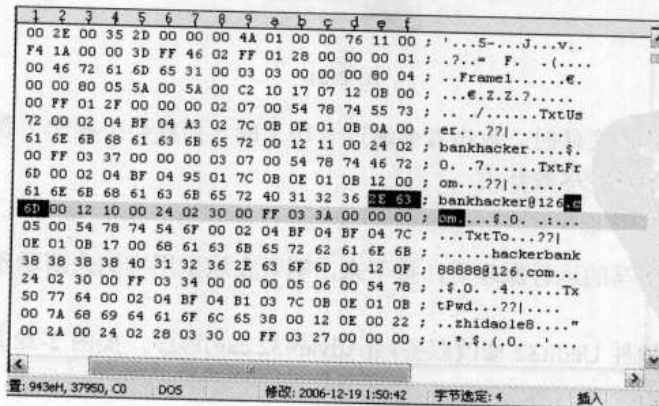 1 2 3 4 5 6 7 8 9 a b c d e f
00 2E 00 35 2D 00 00 00 4A 01 00 00 76 11 00 ; '...5-...J...v..
F4 1A 00 00 3D FF 46 02 FF 01 28 00 00 00 01 ; .?..= F. .(....
00 46 72 61 6D 65 31 00 03 03 00 00 00 80 04 ; ..Frame1......€.
00 00 80 05 5A 00 5A 00 C2 10 17 07 12 0B 00 ; ...€.Z.Z.?.....
00 FF 01 2F 00 00 00 02 07 00 54 78 74 55 73 ; .. ./......TxtUs
72 00 02 04 BF 04 A3 02 7C 0B 0E 01 0B 0A 00 ; er...??|......
61 6E 6B 68 61 63 6B 65 72 00 12 11 00 24 02 ; bankhacker....$.
00 FF 03 37 00 00 00 03 07 00 54 78 74 46 72 ; 0. .7......TxtFr
6D 00 02 04 BF 04 95 01 7C 0B 0E 01 0B 12 00 ; om...??|......
61 6E 6B 68 61 63 6B 65 72 40 31 32 36 2E 63 ; bankhacker@126.c
6D 00 12 10 00 24 02 30 00 FF 03 3A 00 00 00 ; om....$.0. .:...
05 00 54 78 74 54 6F 00 02 04 BF 04 BF 04 7C ; ...TxtTo...??|
0E 01 0B 17 00 68 61 63 6B 65 72 62 61 6E 6B ; ......hackerbank
38 38 38 38 40 31 32 36 2E 63 6F 6D 00 12 0F ; 88888@126.com...
24 02 30 00 FF 03 34 00 00 00 05 06 00 54 78 ; .$.0. .4......Tx
50 77 64 00 02 04 BF 04 B1 03 7C 0B 0E 01 0B ; tPwd...??|....
00 7A 68 69 64 61 6F 6C 65 38 00 12 0E 00 22 ; ..zhidaole8...."
00 2A 00 24 02 28 03 30 00 FF 03 27 00 00 00 ; .*.$.(.0. .'...
置: 943eH, 37950, C0 DOS 修改: 2006-12-19 1:50:42 字节选定: 4 插入